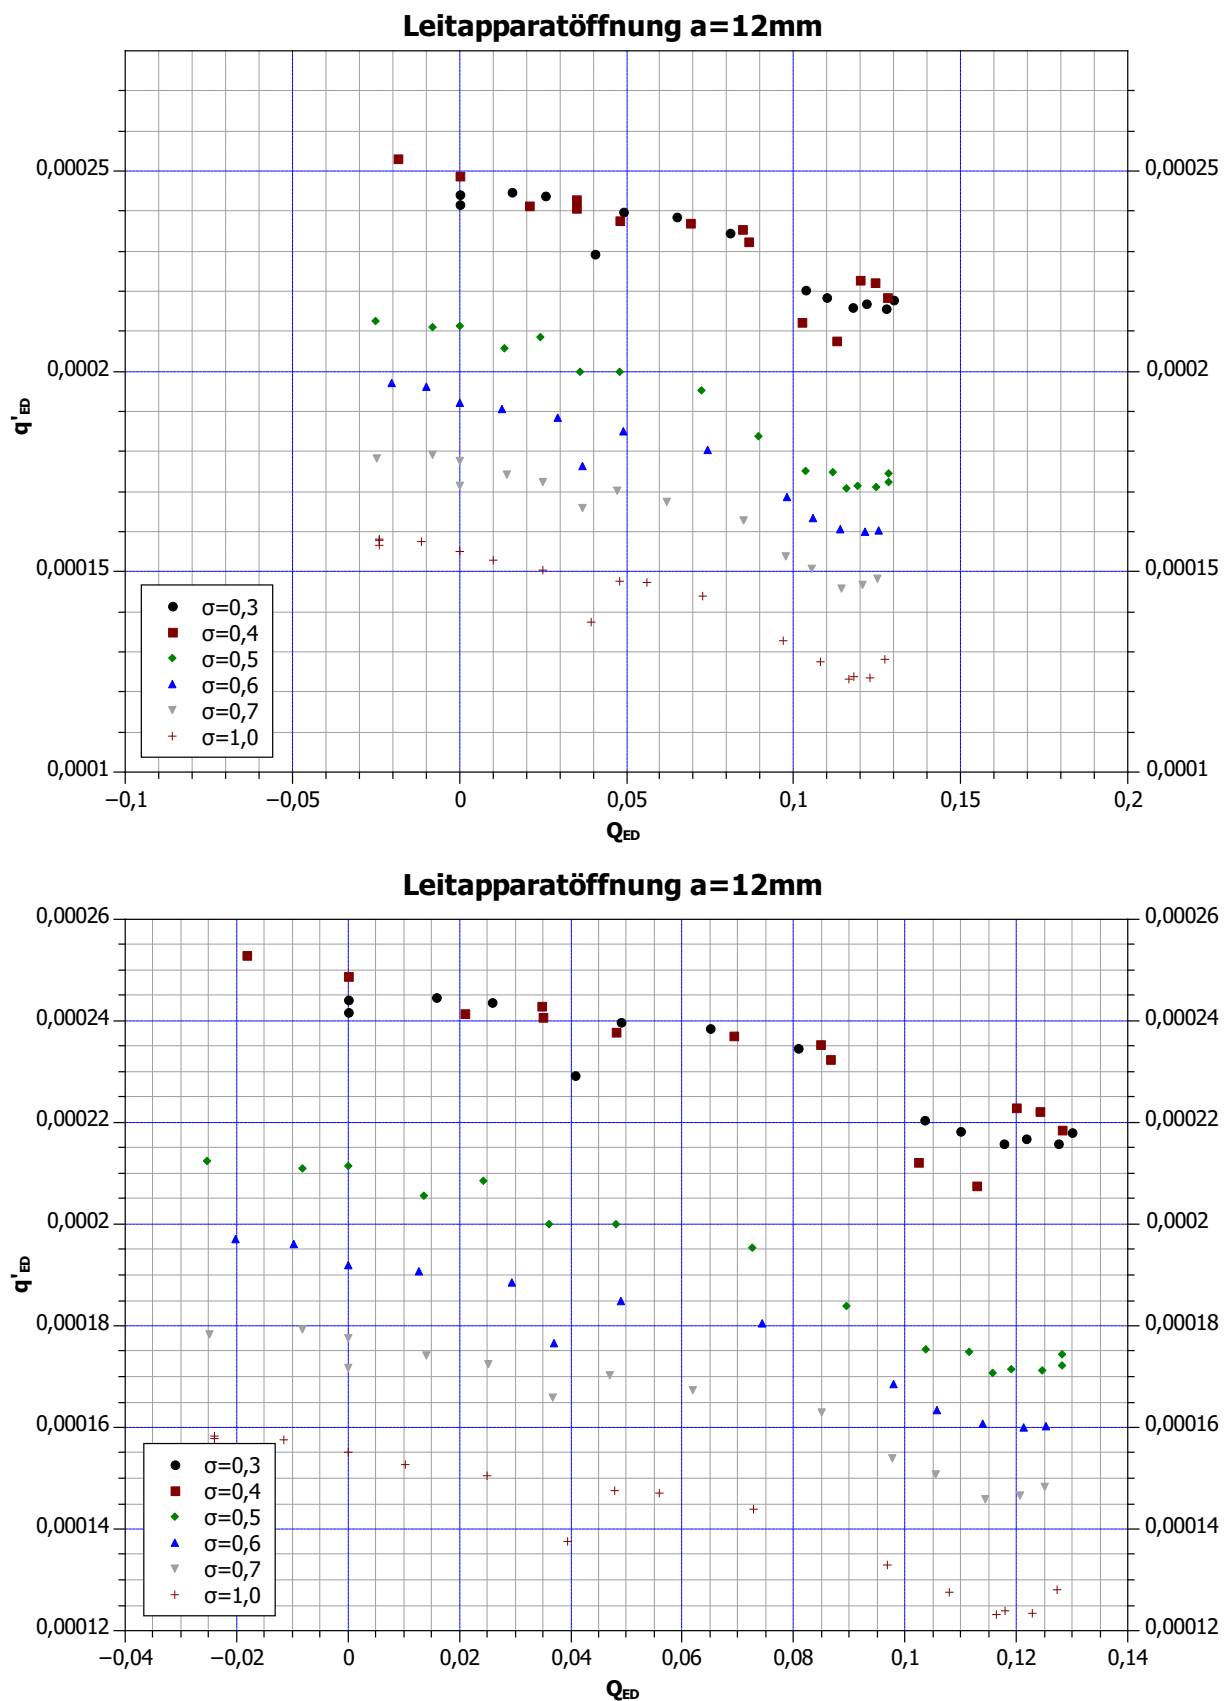 Leitapparatöffnung a=12mm
0,00025 0,00025
0,0002 0,0002
q'ED
0,00015 0,00015
σ=0,3
σ=0,4
σ=0,5
σ=0,6
σ=0,7
σ=1,0
0,0001 0,0001
−0,1 −0,05 0 0,05 0,1 0,15 0,2
QED
Leitapparatöffnung a=12mm
0,00026 0,00026
0,00024 0,00024
0,00022 0,00022
0,0002 0,0002
q'ED
0,00018 0,00018
0,00016 0,00016
σ=0,3
σ=0,4
σ=0,5
0,00014 0,00014
σ=0,6
σ=0,7
σ=1,0
0,00012 0,00012
−0,04 −0,02 0 0,02 0,04 0,06 0,08 0,1 0,12 0,14
QED